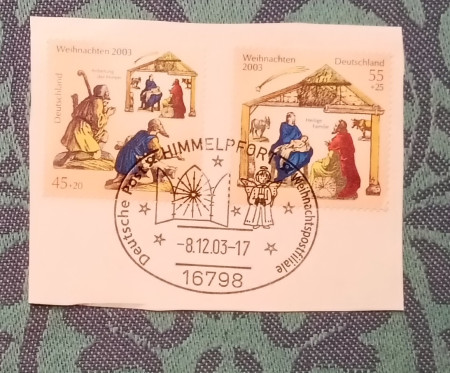 Weihnachten 2003
Deutschland
45+20
Weihnachten
2003
Deutschland
55
+25
Heilige
Familie
Deutsche Post HIMMELPFORT Weihnachtspostfiliale
-8.12.03-17
16798